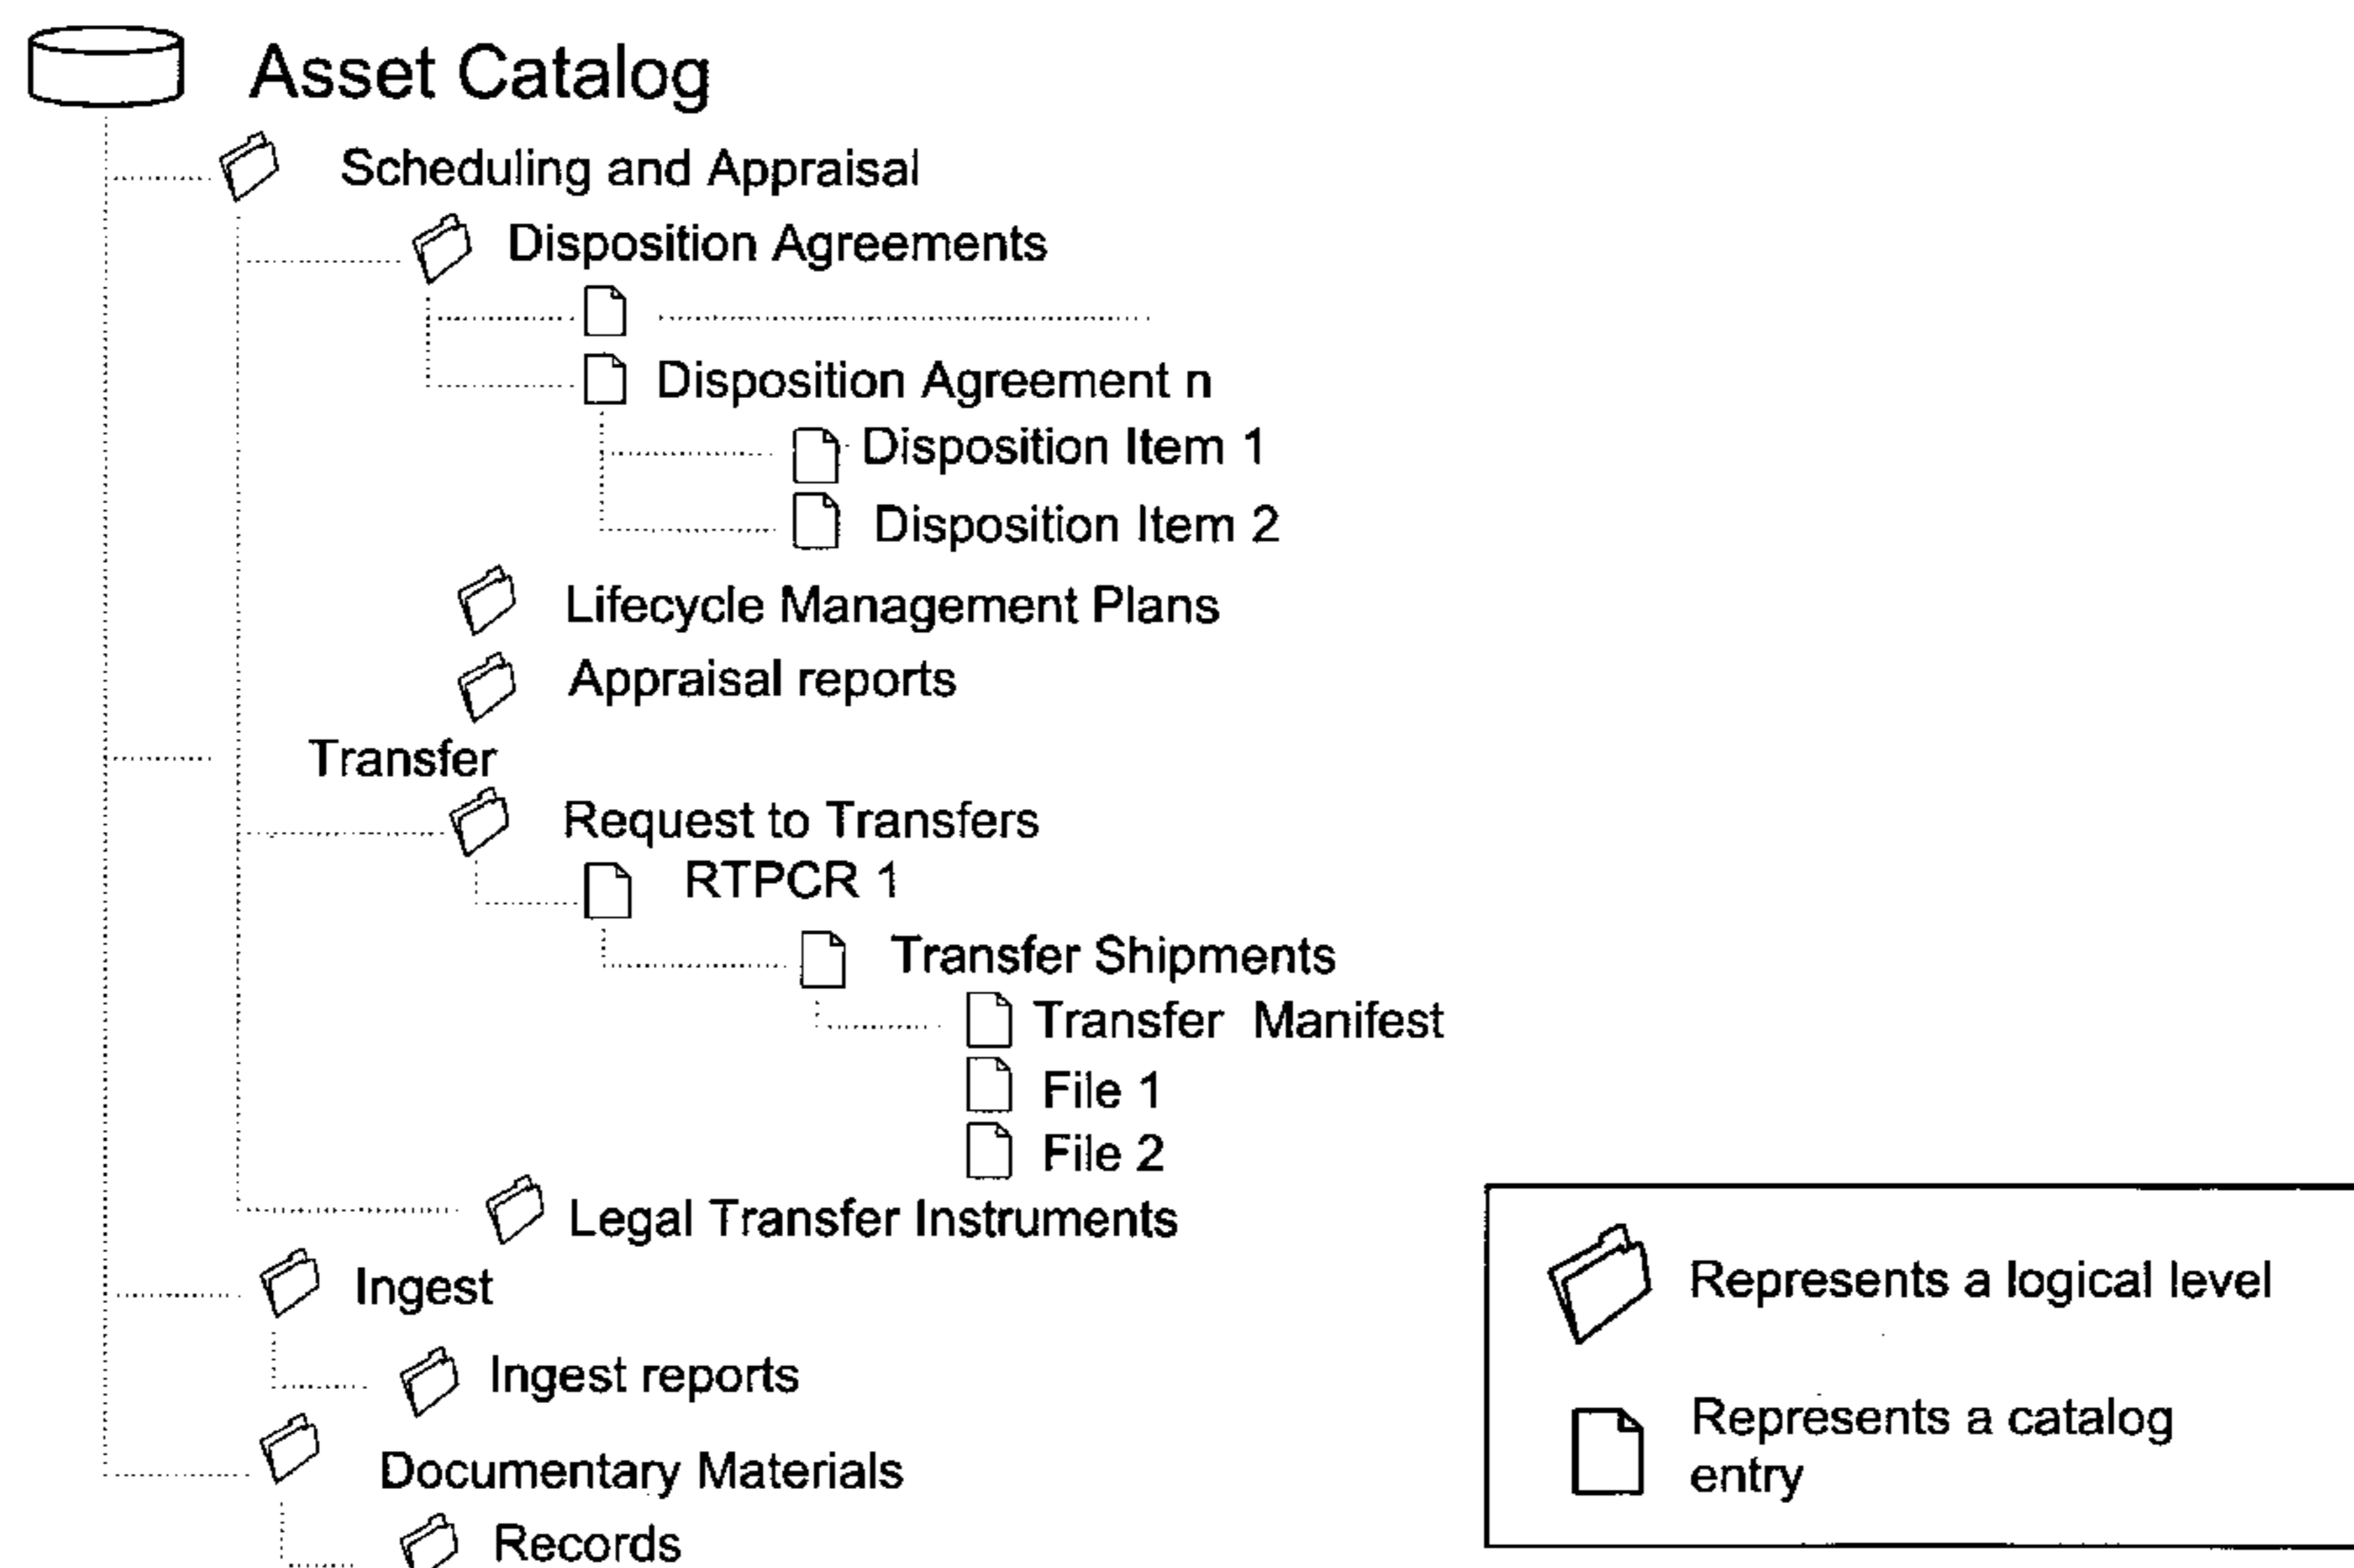 Asset Catalog
Scheduling and Appraisal
Disposition Agreements
Disposition Agreement n
Disposition Item 1
Disposition Item 2
Lifecycle Management Plans
Appraisal reports
Transfer
Request to Transfers
RTPCR 1
Transfer Shipments
Transfer Manifest
File 1
File 2
Legal Transfer Instruments
Ingest
Ingest reports
Documentary Materials
Records
Represents a logical level
Represents a catalog
entry